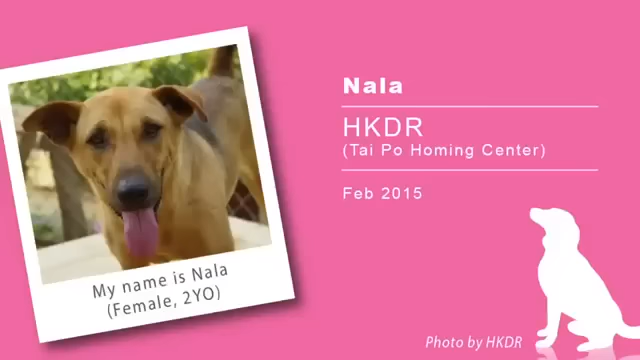 My name is Nala
(Female, 2YO)
Nala
HKDR
(Tai Po Homing Center)
Feb 2015
Photo by HKDR